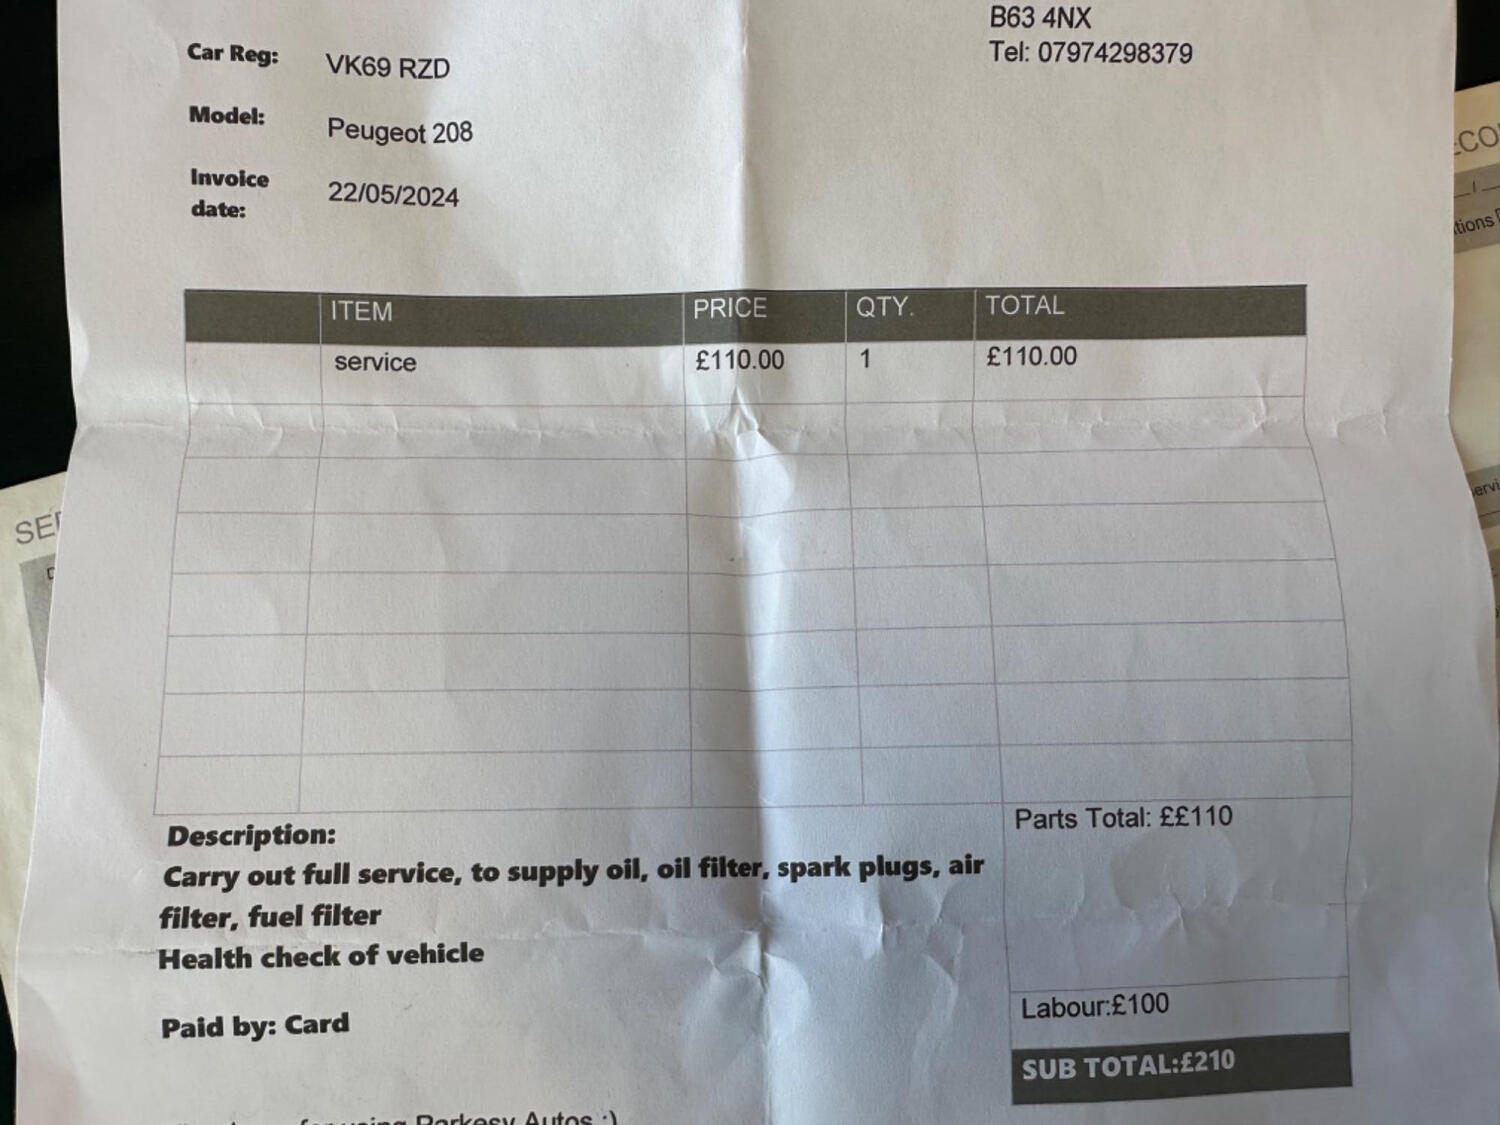 B63 4NX
Car Reg: VK69 RZD
Tel: 07974298379
Model: Peugeot 208
Invoice
date: 22/05/2024
ITEM PRICE QTY. TOTAL
service £110.00 1 £110.00
Description:
Carry out full service, to supply oil, oil filter, spark plugs, air
filter, fuel filter
Health check of vehicle
Paid by: Card
Parts Total: ££110
Labour:£100
SUB TOTAL:£210
for using Autos :)